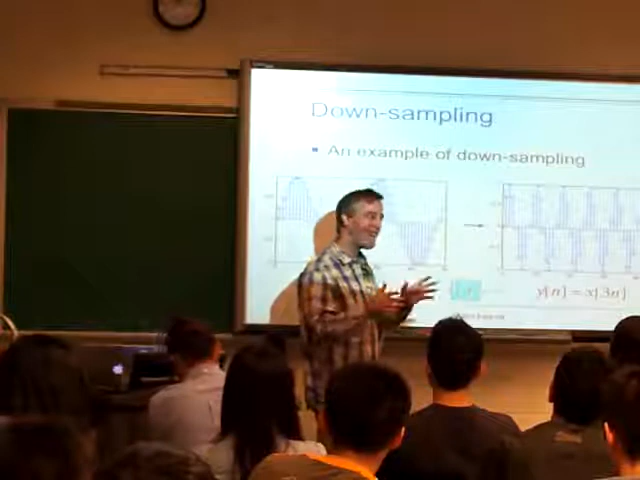 Down-sampling
▪ An example of down-sampling
y[n] = x[3n]